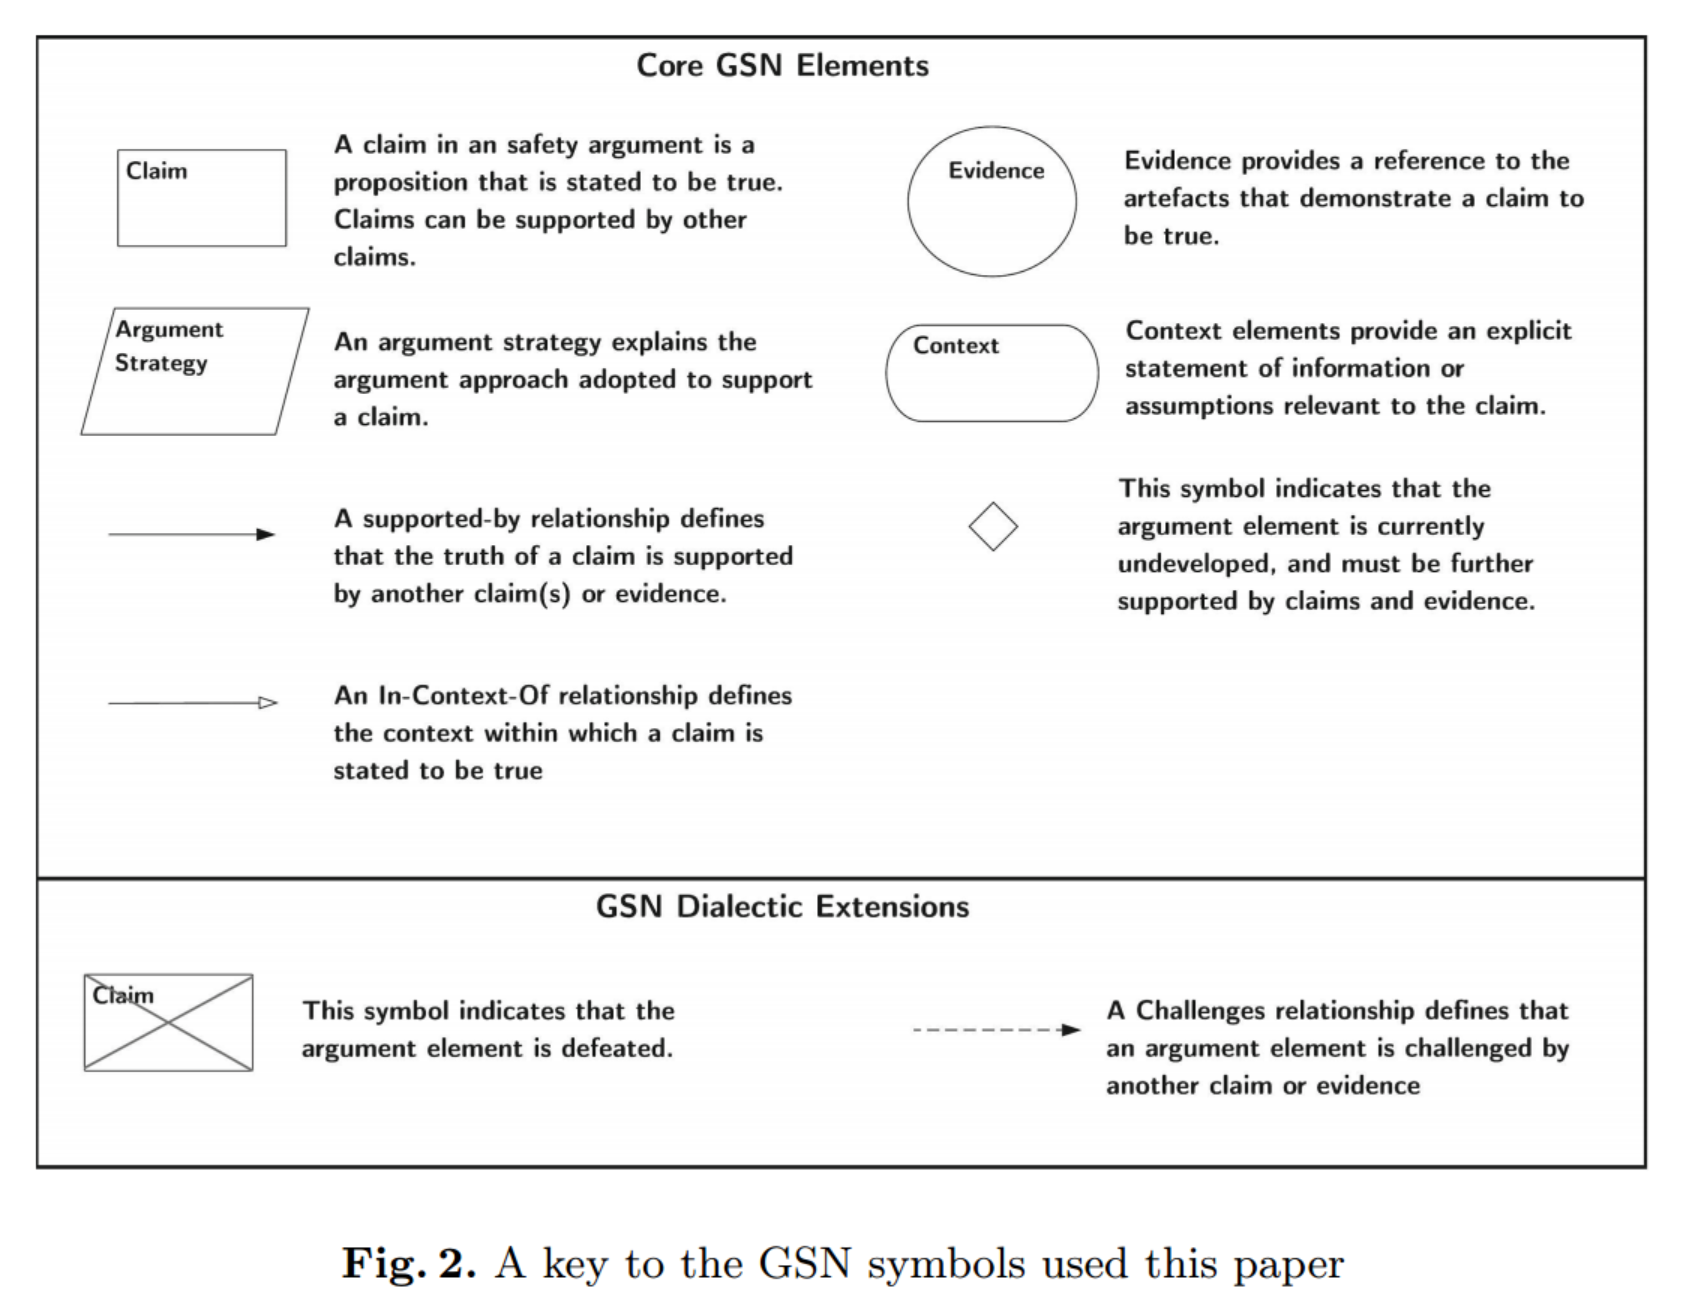 Core GSN Elements
Claim
A claim in an safety argument is a
proposition that is stated to be true.
Claims can be supported by other
claims.
Evidence
Evidence provides a reference to the
artefacts that demonstrate a claim to
be true.
Argument
Strategy
An argument strategy explains the
argument approach adopted to support
a claim.
Context
Context elements provide an explicit
statement of information or
assumptions relevant to the claim.
A supported-by relationship defines
that the truth of a claim is supported
by another claim(s) or evidence.
This symbol indicates that the
argument element is currently
undeveloped, and must be further
supported by claims and evidence.
An In-Context-Of relationship defines
the context within which a claim is
stated to be true
GSN Dialectic Extensions
Claim
This symbol indicates that the
argument element is defeated.
A Challenges relationship defines that
an argument element is challenged by
another claim or evidence
Fig. 2. A key to the GSN symbols used this paper